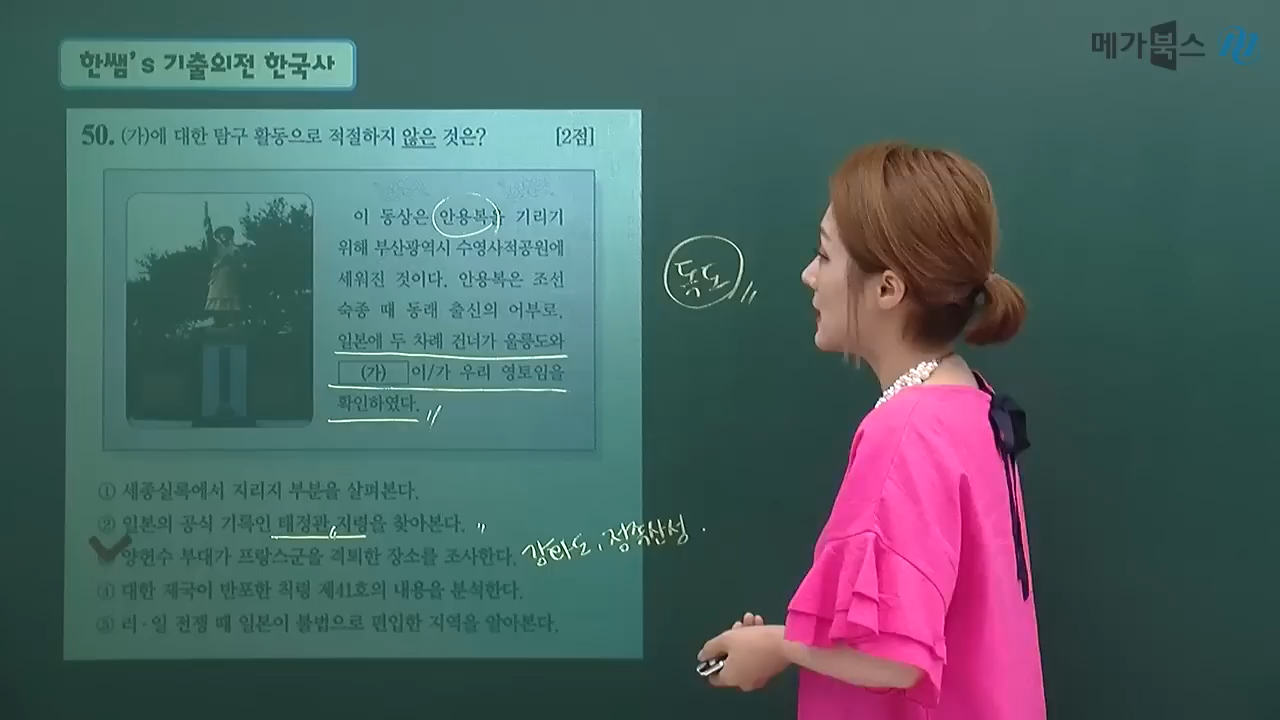 메가북스
한쌤's 기출의전 한국사
50. (가)에 대한 탐구 활동으로 적절하지 않은 것은? [2점]
이 동상은 안용복을 기리기
위해 부산광역시 수영사적공원에
세워진 것이다. 안용복은 조선
숙종 때 동래 출신의 어부로,
일본에 두 차례 건너가 울릉도와
(가) 이/가 우리 영토임을
확인하였다.
독도
① 세종실록에서 지리지 부분을 살펴본다.
② 일본의 공식 기록인 태정관 지령을 찾아본다.
양헌수 부대가 프랑스군을 격퇴한 장소를 조사한다.
강화도, 정족산성.
④ 대한 제국이 반포한 칙령 제41호의 내용을 분석한다.
⑤ 러·일 전쟁 때 일본이 불법으로 편입한 지역을 알아본다.